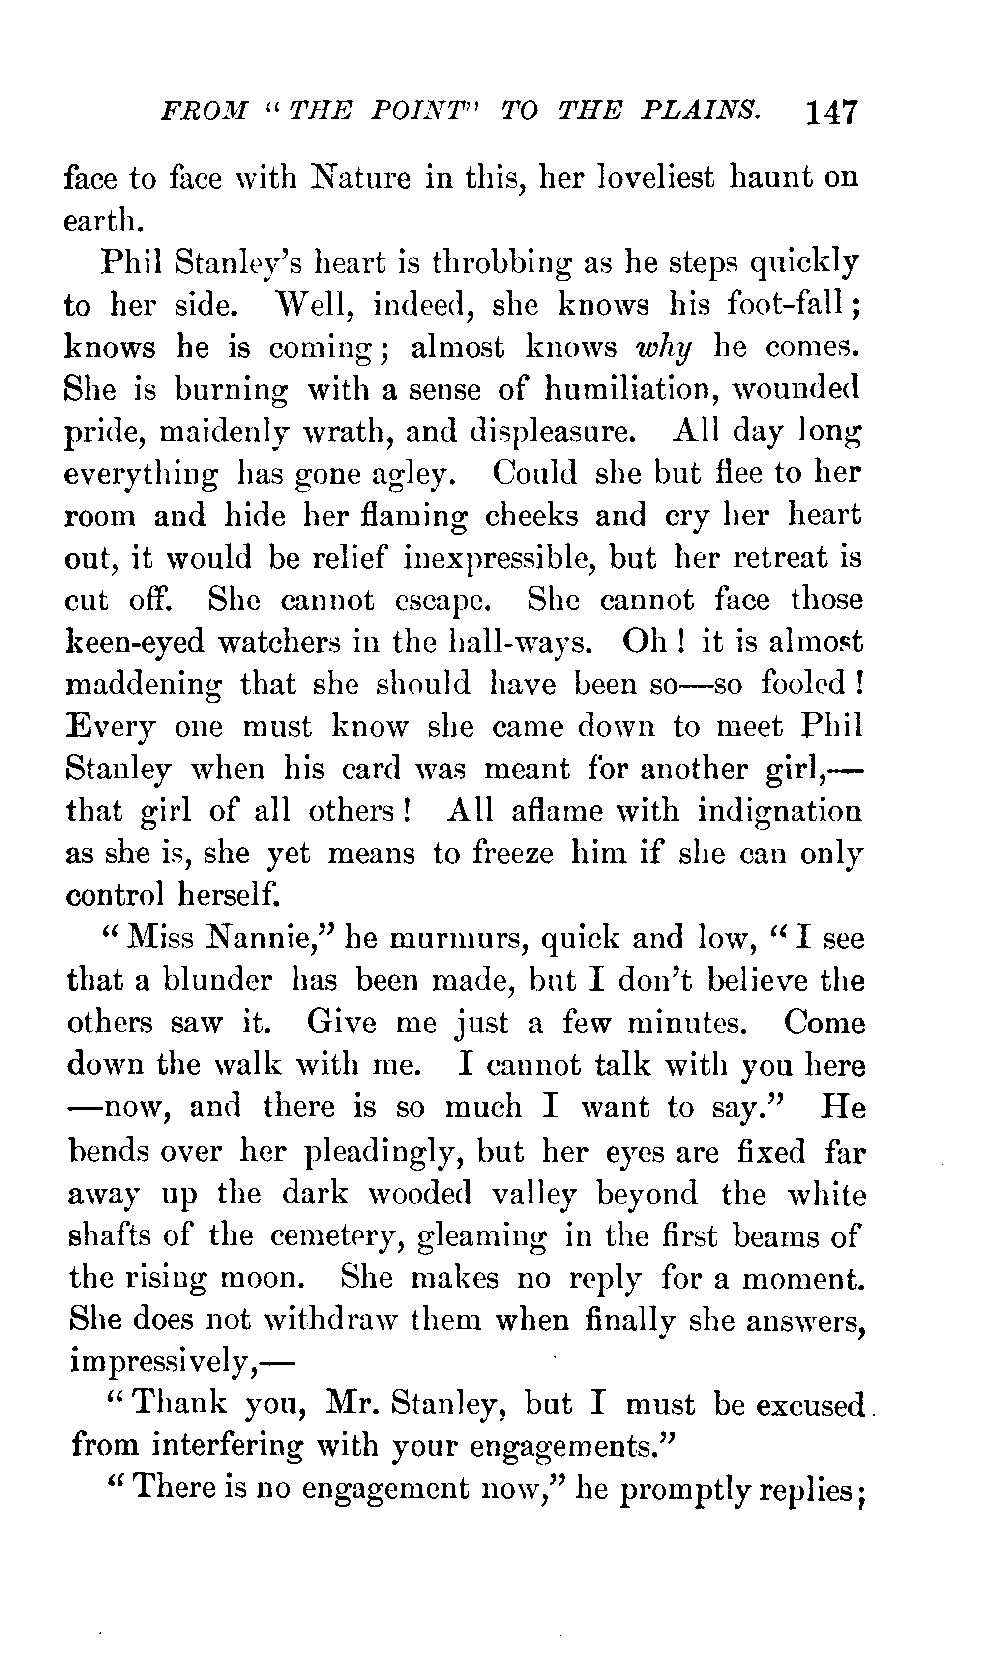 FROM “ THE POINT” TO THE PLAINS. 147
face to face with Nature in this, her loveliest haunt on
earth.
Phil Stanley’s heart is throbbing as he steps quickly
to her side. Well, indeed, she knows his foot-fall ;
knows he is coming ; almost knows why he comes.
She is burning with a sense of humiliation, wounded
pride, maidenly wrath, and displeasure. All day long
everything has gone agley. Could she but flee to her
room and hide her flaming cheeks and cry her heart
out, it would be relief inexpressible, but her retreat is
cut off. She cannot escape. She cannot face those
keen-eyed watchers in the hall-ways. Oh ! it is almost
maddening that she should have been so—so fooled !
Every one must know she came down to meet Phil
Stanley when his card was meant for another girl,—
that girl of all others ! All aflame with indignation
as she is, she yet means to freeze him if she can only
control herself.
“ Miss Nannie,” he murmurs, quick and low, “ I see
that a blunder has been made, but I don’t believe the
others saw it. Give me just a few minutes. Come
down the walk with me. I cannot talk with you here
—now, and there is so much I want to say.” He
bends over her pleadingly, but her eyes are fixed far
away up the dark wooded valley beyond the white
shafts of the cemetery, gleaming in the first beams of
the rising moon. She makes no reply for a moment.
She does not withdraw them when finally she answers,
impressively,—
“ Thank you, Mr. Stanley, but I must be excused
from interfering with your engagements.”
“ There is no engagement now,” he promptly replies ;